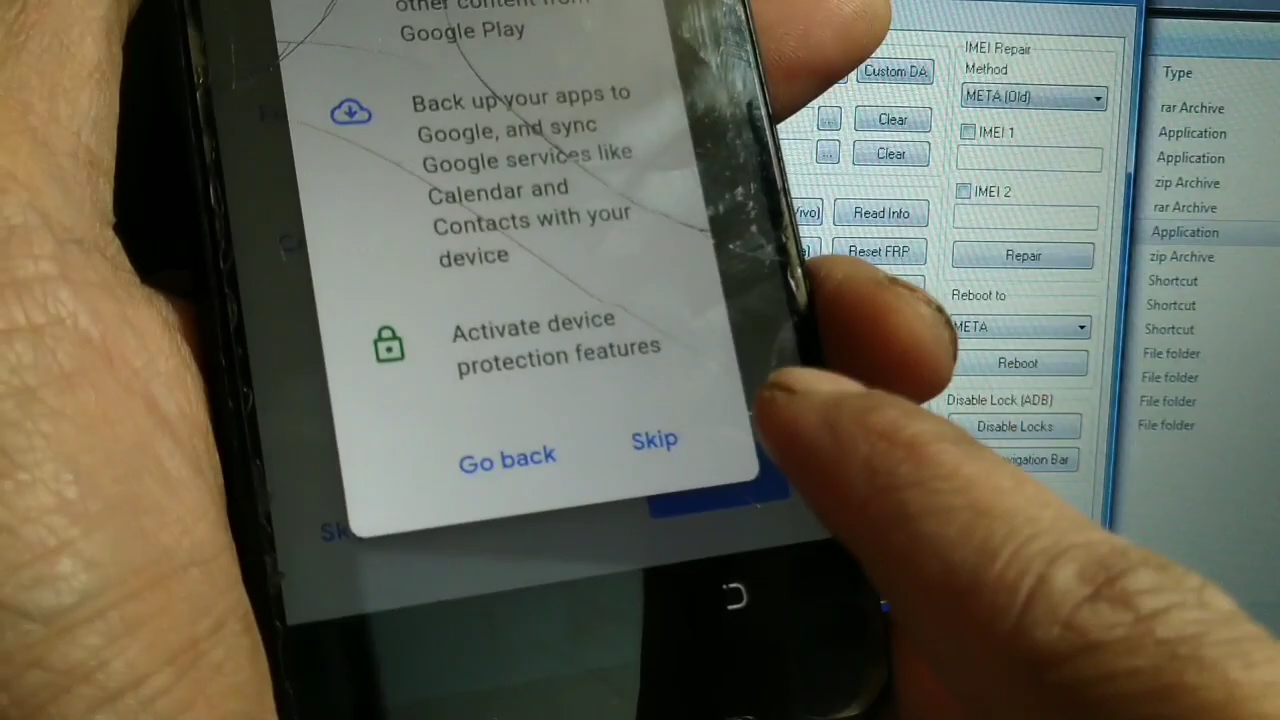 other content from
Google Play
Back up your apps to
Google, and sync
Google services like
Calendar and
Contacts with your
device
Activate device
protection features
Go back
Skip
Custom DA
...
Clear
...
Clear
Read Info
Reset FRP
IMEI Repair
Method
META (Old)
IMEI 1
IMEI 2
Repair
Reboot to
META
Reboot
Disable Lock (ADB)
Disable Locks
Bar
Type
rar Archive
Application
Application
zip Archive
rar Archive
Application
zip Archive
Shortcut
Shortcut
Shortcut
File folder
File folder
File folder
File folder